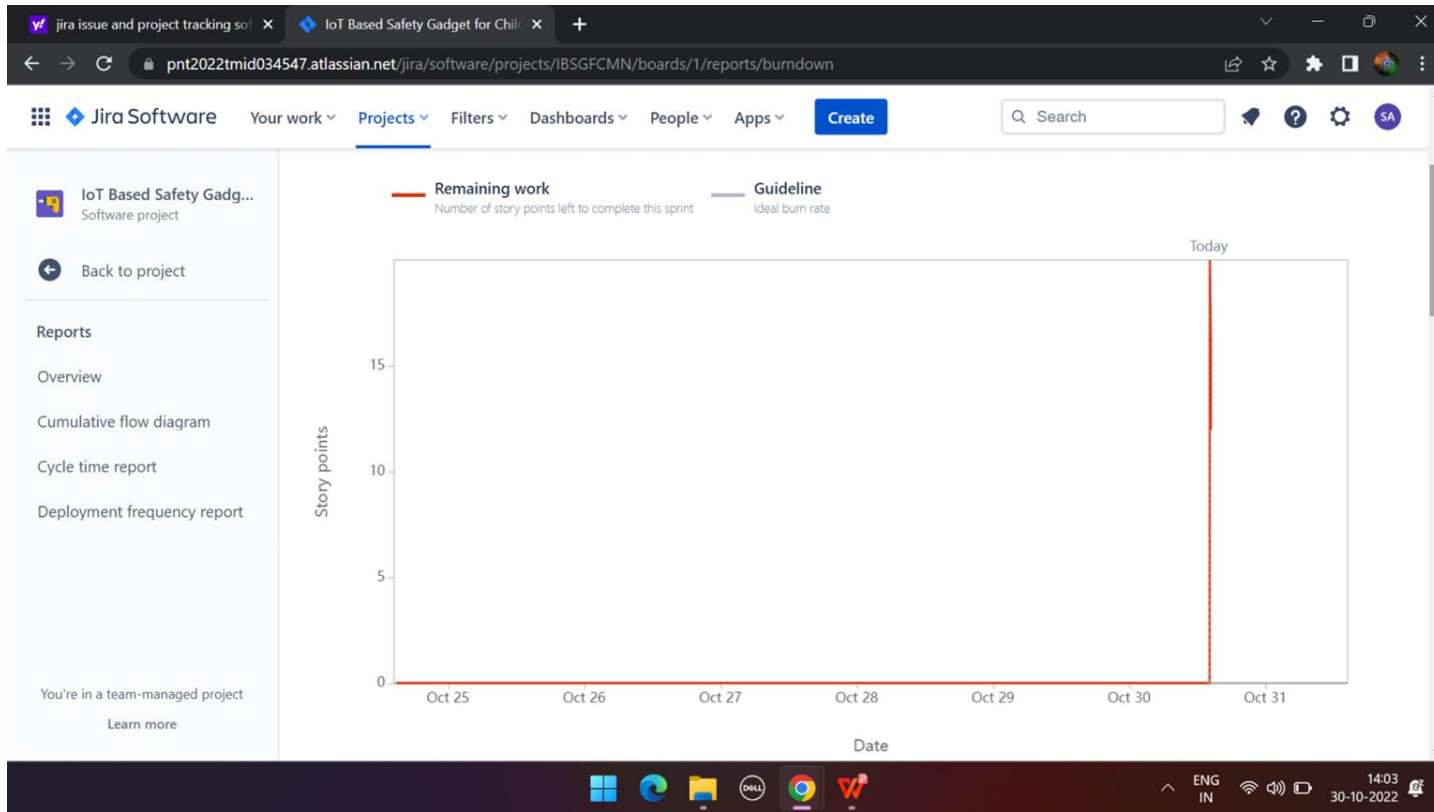 jira issue and project tracking sof
IoT Based Safety Gadget for Chil
pnt2022tmid034547.atlassian.net/jira/software/projects/IBSGFCMN/boards/1/reports/burndown
Jira Software Your work Projects Filters Dashboards People Apps Create Search SA
IoT Based Safety Gadg...
Software project
Back to project
Reports
Overview
Cumulative flow diagram
Cycle time report
Deployment frequency report
You're in a team-managed project
Learn more
Remaining work
Number of story points left to complete this sprint
Guideline
Ideal burn rate
Today
Story points
15
10
5
0
Oct 25 Oct 26 Oct 27 Oct 28 Oct 29 Oct 30 Oct 31
Date
DELL
ENG
IN
14:03
30-10-2022